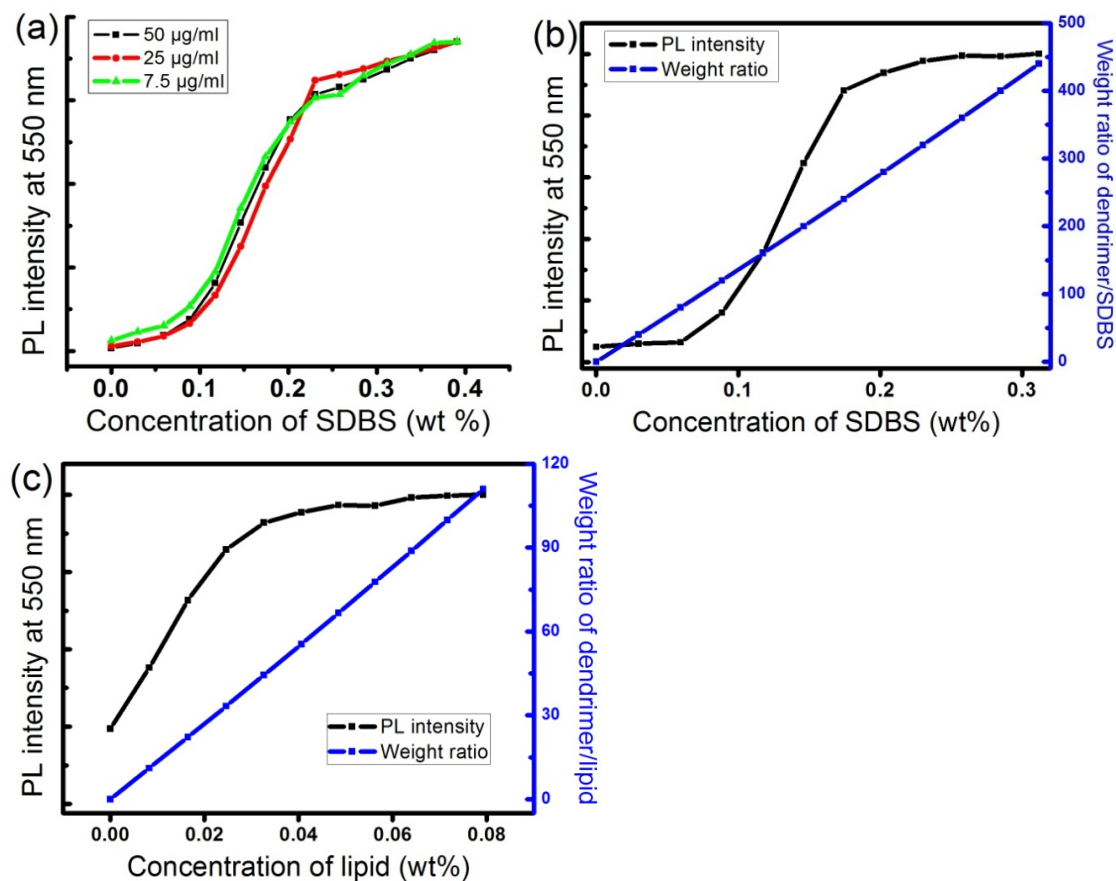 (a)
50 µg/ml
25 µg/ml
7.5 µg/ml
PL intensity at 550 nm
0.0 0.1 0.2 0.3 0.4
Concentration of SDBS (wt %)
(b)
PL intensity
Weight ratio
PL intensity at 550 nm
500
400
300
200
100
0
Weight ratio of dendrimer/SDBS
0.0 0.1 0.2 0.3
Concentration of SDBS (wt%)
(c)
PL intensity at 550 nm
PL intensity
Weight ratio
120
90
60
30
0
Weight ratio of dendrimer/lipid
0.00 0.02 0.04 0.06 0.08
Concentration of lipid (wt%)